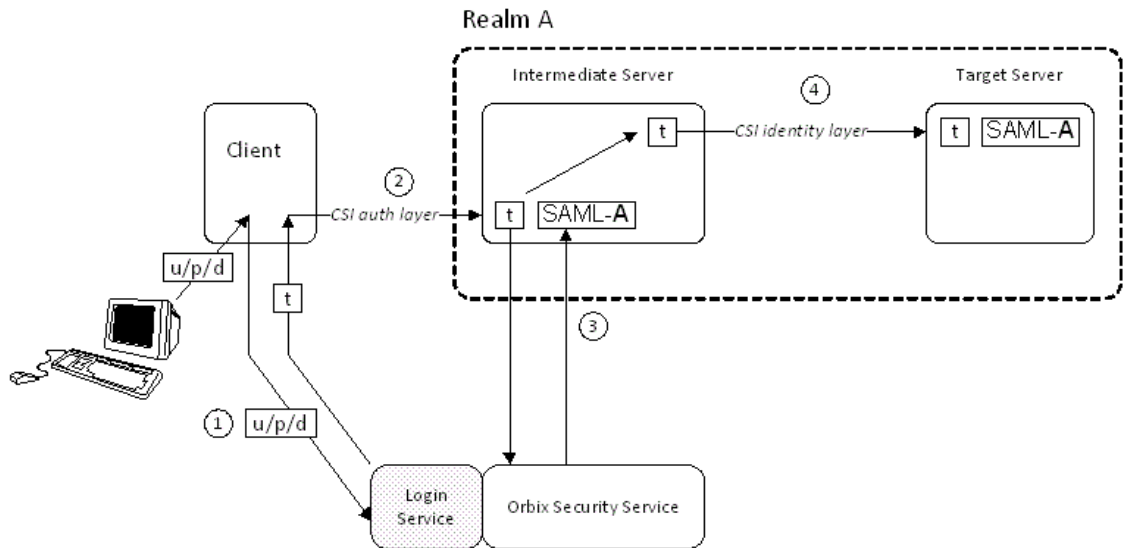 Realm A
Intermediate Server
Target Server
4
t
CSI identity layer
t SAML-A
Client
2
CSI auth layer
t SAML-A
u/p/d
t
3
1
u/p/d
Login
Service
Orbix Security Service